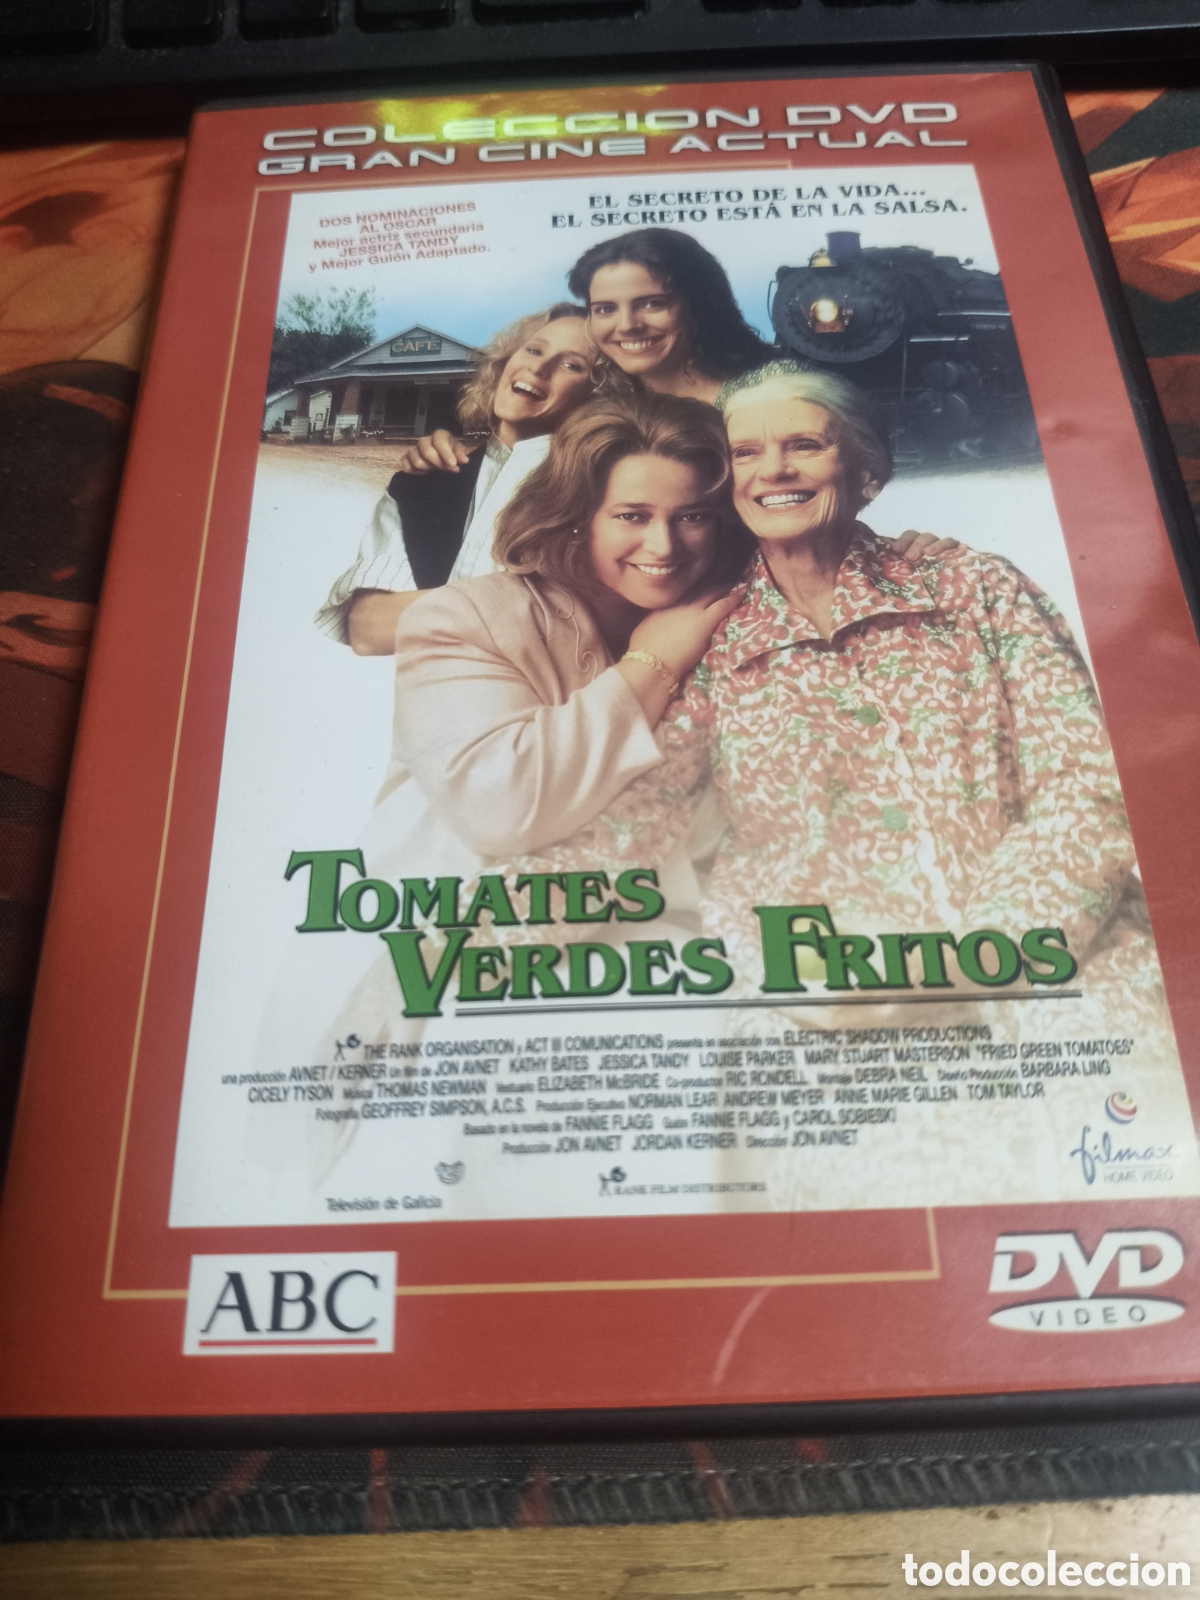 COLECCION DVD
GRAN CINE ACTUAL
DOS NOMINACIONES
AL OSCAR
Mejor actriz secundaria
JESSICA TANDY
y Mejor Guión Adaptado.
EL SECRETO DE LA VIDA...
EL SECRETO ESTÁ EN LA SALSA.
CAFE
TOMATES
VERDES FRITOS
THE RANK ORGANISATION y ACT III COMUNICATIONS presenta en asociación con ELECTRIC SHADOW PRODUCTIONS
una producción AVNET / KERNER Un film de JON AVNET KATHY BATES JESSICA TANDY LOUISE PARKER MARY STUART MASTERSON "FRIED GREEN TOMATOES"
CICELY TYSON Música THOMAS NEWMAN Vestuario ELIZABETH McBRIDE Co-productor RIC RONDELL Montaje DEBRA NEIL Diseño Producción BARBARA LING
Fotografía GEOFFREY SIMPSON, A.C.S. Producción Ejecutiva NORMAN LEAR ANDREW MEYER ANNE MARIE GILLEN TOM TAYLOR
Basado en la novela de FANNIE FLAGG Guión FANNIE FLAGG y CAROL SOBIESKI
Producción JON AVNET JORDAN KERNER Dirección JON AVNET
filmax
HOME VIDEO
Televisión de Galicia
RANK FILM DISTRIBUTORS
ABC
DVD
VIDEO
todocoleccion